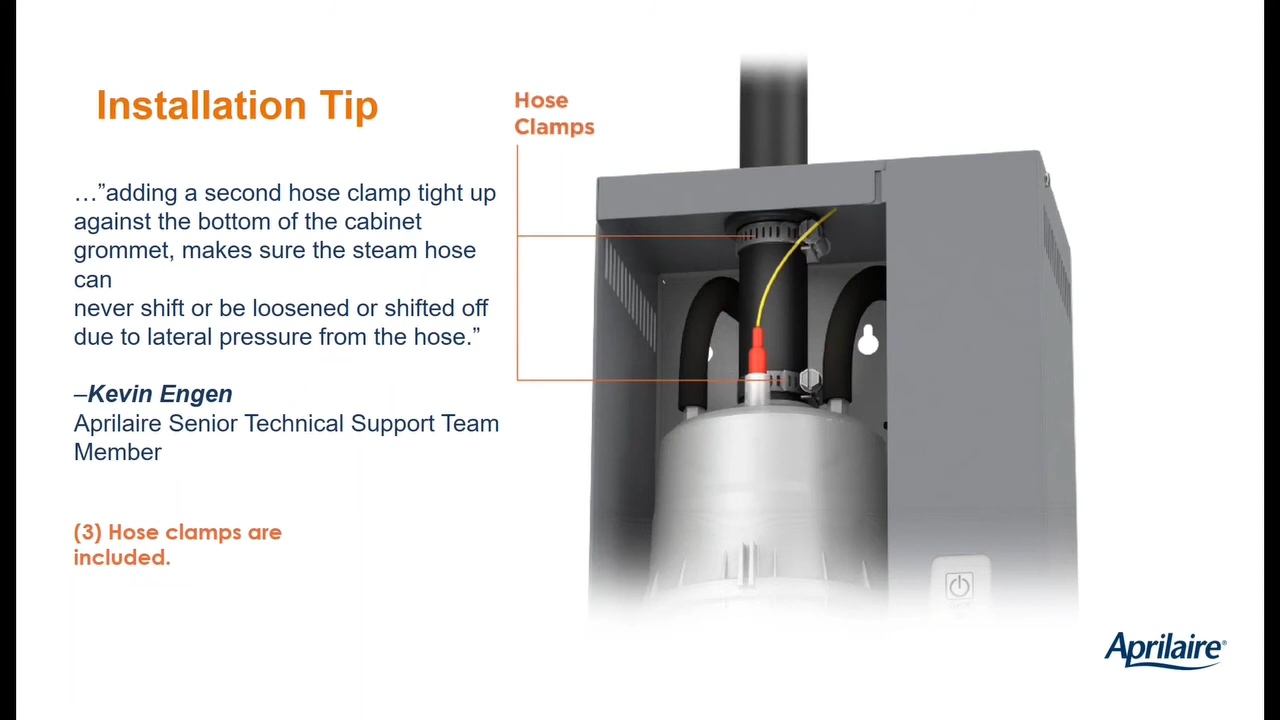 Installation Tip
Hose
Clamps
…”adding a second hose clamp tight up
against the bottom of the cabinet
grommet, makes sure the steam hose
can
never shift or be loosened or shifted off
due to lateral pressure from the hose.”
–Kevin Engen
Aprilaire Senior Technical Support Team
Member
(3) Hose clamps are
included.
Aprilaire®